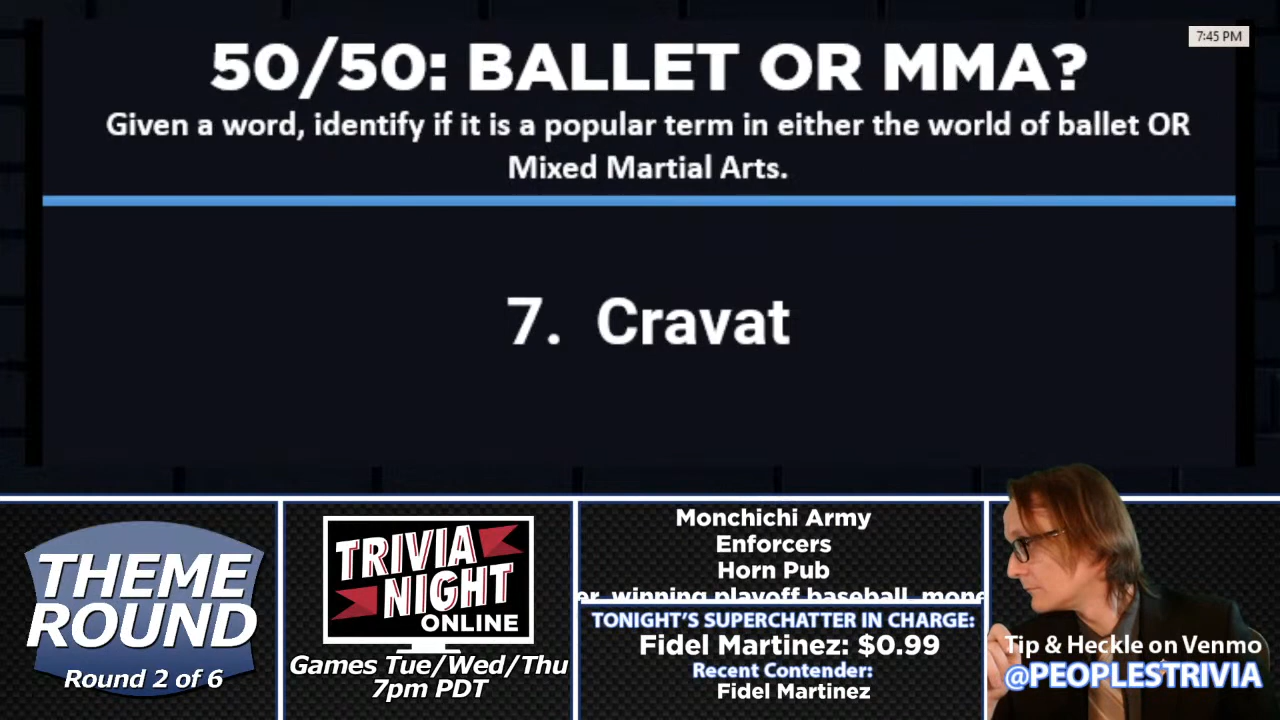 7:45 PM
50/50: BALLET OR MMA?
Given a word, identify if it is a popular term in either the world of ballet OR
Mixed Martial Arts.
7. Cravat
THEME
ROUND
Round 2 of 6
TRIVIA
NIGHT
ONLINE
Games Tue/Wed/Thu
7pm PDT
Monchichi Army
Enforcers
Horn Pub
winning playoff baseball
TONIGHT'S SUPERCHATTER IN CHARGE:
Fidel Martinez: $0.99
Recent Contender:
Fidel Martinez
Tip & Heckle on Venmo
@PEOPLESTRIVIA